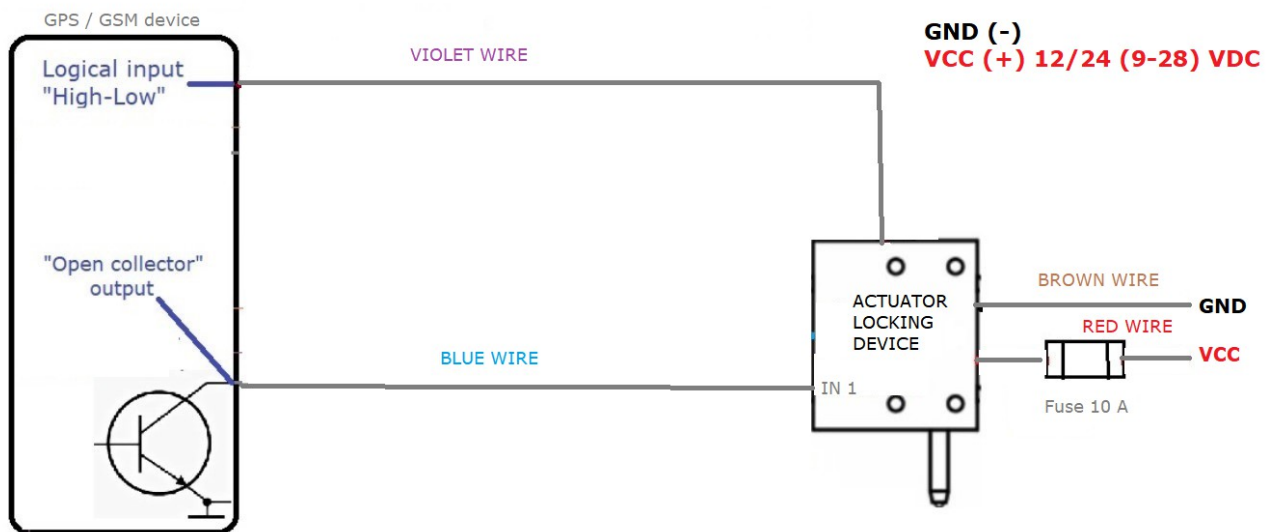 GPS / GSM device
Logical input
"High-Low"
VIOLET WIRE
GND (-)
VCC (+) 12/24 (9-28) VDC
"Open collector"
output
BLUE WIRE
IN 1
ACTUATOR
LOCKING
DEVICE
BROWN WIRE
GND
RED WIRE
VCC
Fuse 10 A